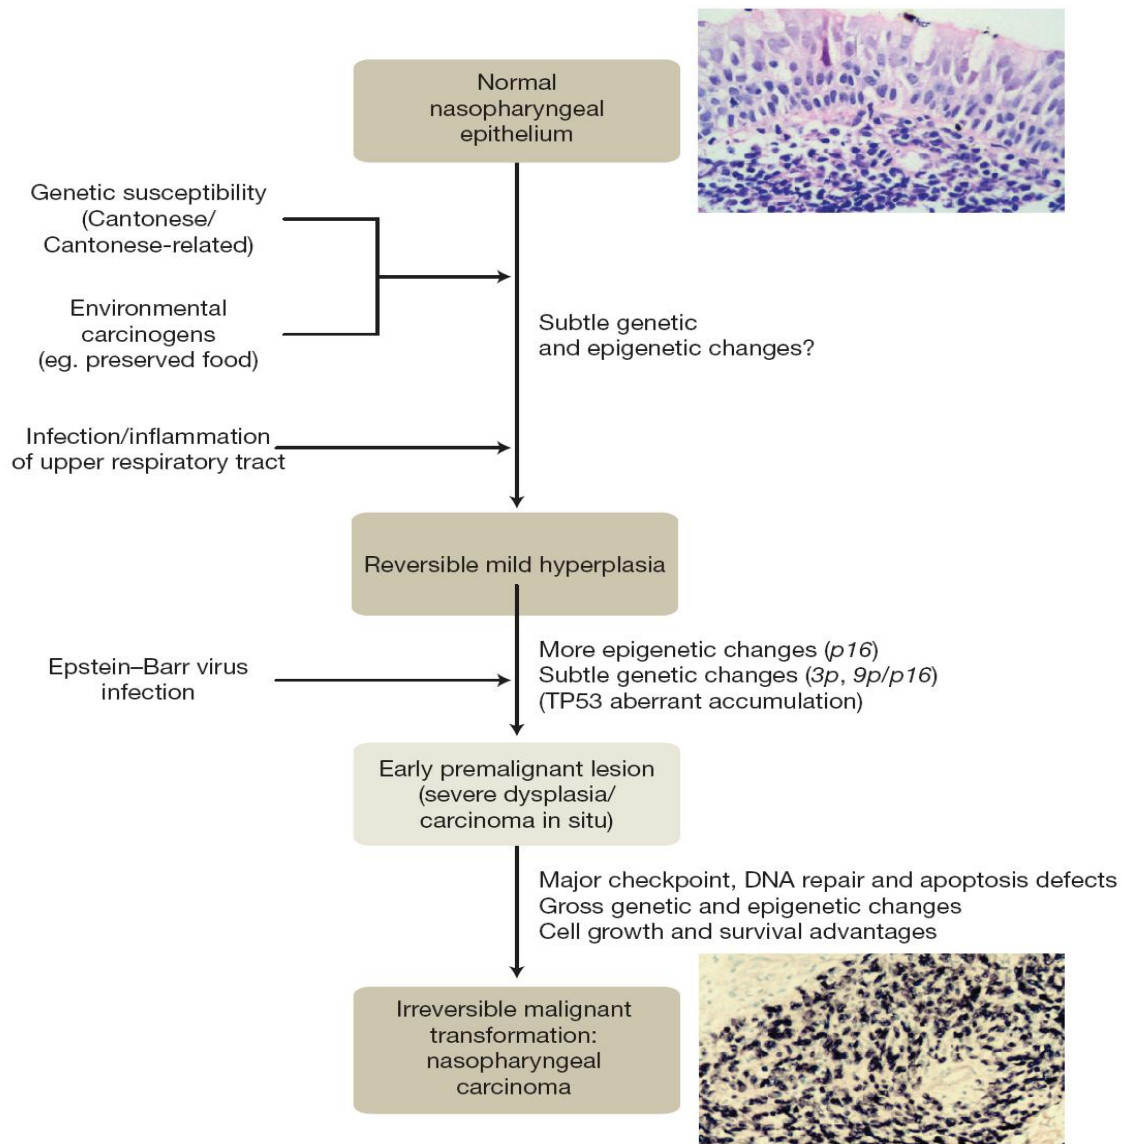 Normal
nasopharyngeal
epithelium
Genetic susceptibility
(Cantonese/
Cantonese-related)
Environmental
carcinogens
(eg. preserved food)
Subtle genetic
and epigenetic changes?
Infection/inflammation
of upper respiratory tract
Reversible mild hyperplasia
Epstein–Barr virus
infection
More epigenetic changes (p16)
Subtle genetic changes (3p, 9p/p16)
(TP53 aberrant accumulation)
Early premalignant lesion
(severe dysplasia/
carcinoma in situ)
Major checkpoint, DNA repair and apoptosis defects
Gross genetic and epigenetic changes
Cell growth and survival advantages
Irreversible malignant
transformation:
nasopharyngeal
carcinoma